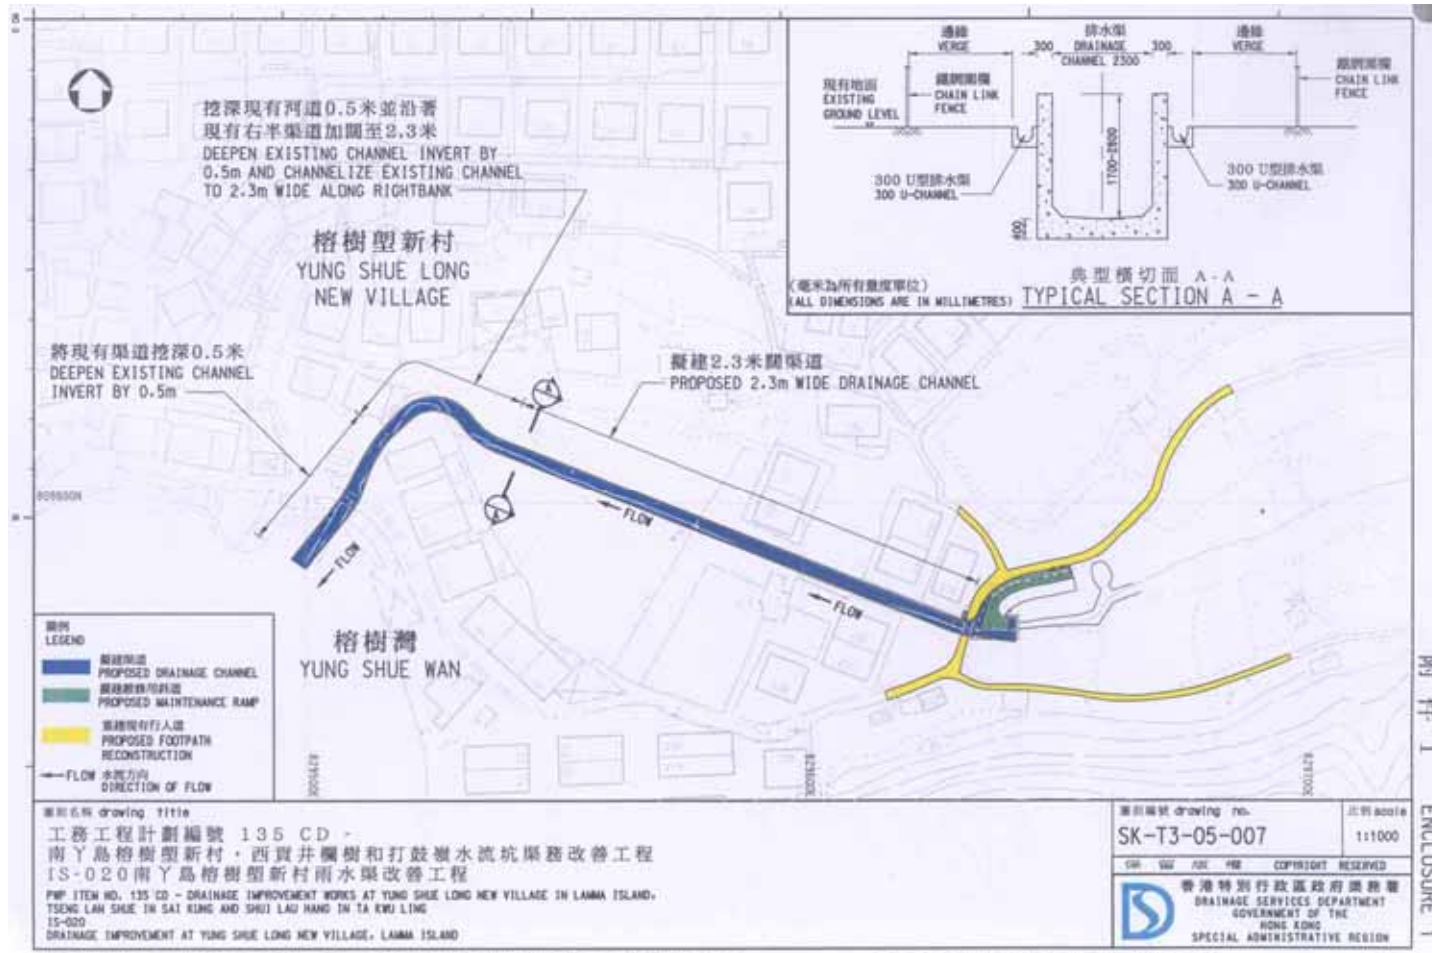 挖深現有河道0.5米並沿著
現有右半渠道加闊至2.3米
DEEPEN EXISTING CHANNEL INVERT BY
0.5m AND CHANNELIZE EXISTING CHANNEL
TO 2.3m WIDE ALONG RIGHTBANK
榕樹塱新村
YUNG SHUE LONG
NEW VILLAGE
將現有渠道挖深0.5米
DEEPEN EXISTING CHANNEL
INVERT BY 0.5m
擬建2.3米闊渠道
PROPOSED 2.3m WIDE DRAINAGE CHANNEL
邊緣
VERGE
300
排水渠
DRAINAGE
CHANNEL 2300
300
邊緣
VERGE
現有地面
EXISTING
GROUND LEVEL
鐵網圍欄
CHAIN LINK
FENCE
鐵網圍欄
CHAIN LINK
FENCE
1700-2800
300 U型排水渠
300 U-CHANNEL
300 U型排水渠
300 U-CHANNEL
400
典型橫切面 A-A
TYPICAL SECTION A - A
(毫米為所有量度單位)
(ALL DIMENSIONS ARE IN MILLIMETRES)
A
A
FLOW
FLOW
FLOW
榕樹灣
YUNG SHUE WAN
圖例
LEGEND
擬建渠道
PROPOSED DRAINAGE CHANNEL
擬建維修用斜道
PROPOSED MAINTENANCE RAMP
重建現有行人道
PROPOSED FOOTPATH
RECONSTRUCTION
FLOW 水流方向
DIRECTION OF FLOW
圖則名稱 drawing title
工務工程計劃編號 135 CD -
南丫島榕樹塱新村，西貢井欄樹和打鼓嶺水流坑渠務改善工程
IS-020南丫島榕樹塱新村雨水渠改善工程
PWP ITEM NO. 135 CD - DRAINAGE IMPROVEMENT WORKS AT YUNG SHUE LONG NEW VILLAGE IN LAMMA ISLAND,
TSENG LAN SHUE IN SAI KUNG AND SHUI LAU HANG IN TA KWU LING
IS-020
DRAINAGE IMPROVEMENT AT YUNG SHUE LONG NEW VILLAGE, LAMMA ISLAND
圖則編號 drawing no.
SK-T3-05-007
比例 scale
1:1000
COPYRIGHT RESERVED
香港特別行政區政府渠務署
DRAINAGE SERVICES DEPARTMENT
GOVERNMENT OF THE
HONG KONG
SPECIAL ADMINISTRATIVE REGION
附件 1
ENCLOSURE 1